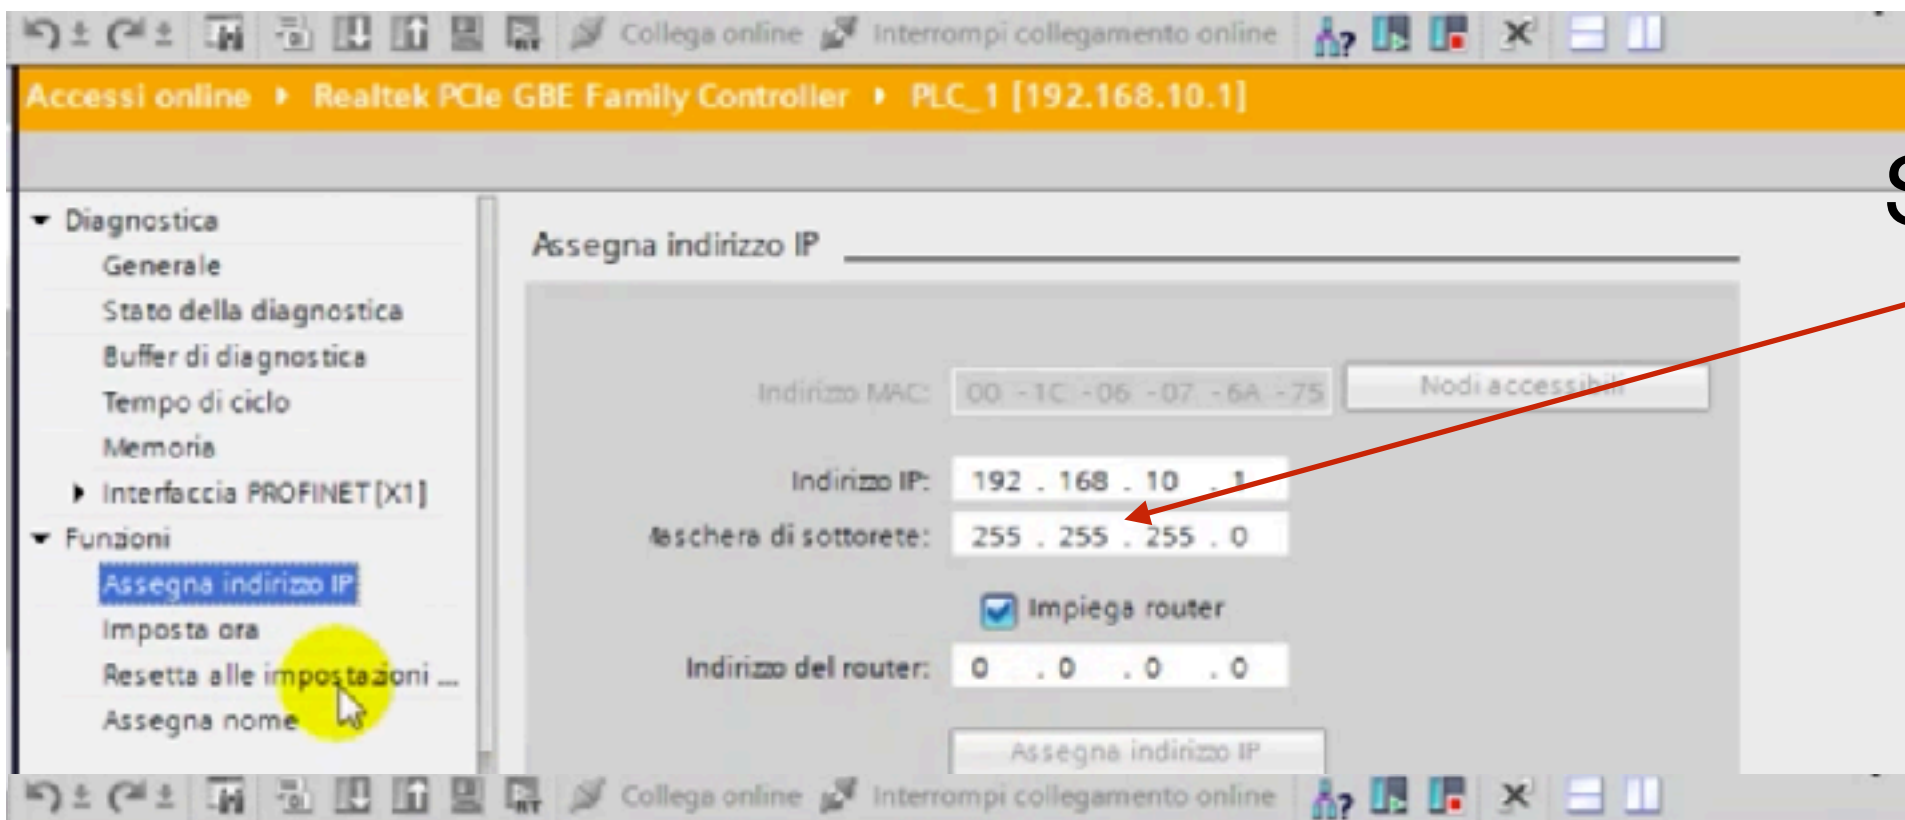 Collega online Interrompi collegamento online
Accessi online Realtek PCIe GBE Family Controller PLC_1 [192.168.10.1]
S
Diagnostica
Generale
Stato della diagnostica
Buffer di diagnostica
Tempo di ciclo
Memoria
Interfaccia PROFINET [X1]
Funzioni
Assegna indirizzo IP
Imposta ora
Resetta alle impostazioni ...
Assegna nome
Assegna indirizzo IP
Indirizzo MAC: 00 - 1C - 06 - 07 - 6A - 75 Nodi accessibili
Indirizzo IP: 192 . 168 . 10 . 1
aschera di sottorete: 255 . 255 . 255 . 0
Impiega router
Indirizzo del router: 0 . 0 . 0 . 0
Assegna indirizzo IP
Collega online Interrompi collegamento online